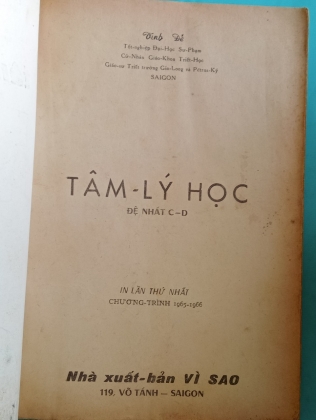 Vĩnh Đễ
Tốt-nghiệp Đại-Học Sư-Phạm
Cử-Nhân Giáo-Khoa Triết-Học
Giáo-sư Triết trường Gia-Long và Pétrus-Ký
SAIGON
TÂM-LÝ HỌC
ĐỆ NHẤT C-D
IN LẦN THỨ NHẤT
CHƯƠNG-TRÌNH 1965-1966
Nhà xuất-bản VÌ SAO
119, VÕ TÁNH - SAIGON